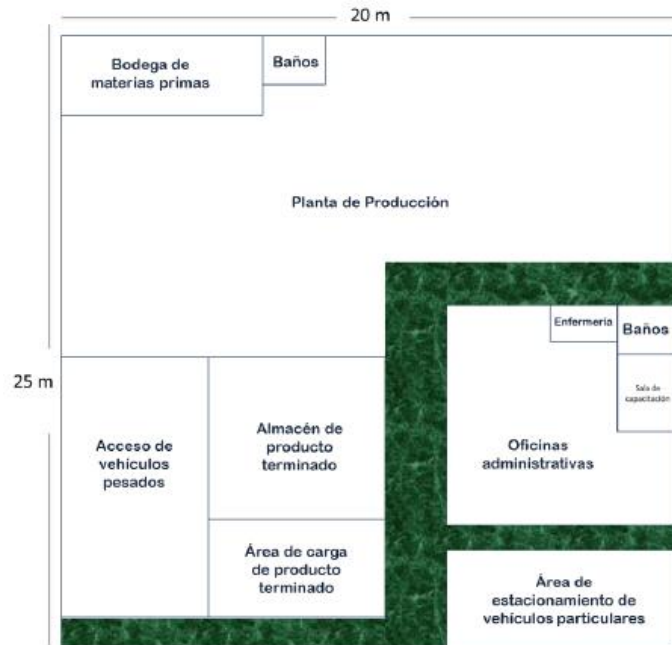 20 m
Bodega de
materias primas
Baños
Planta de Producción
Enfermería
Baños
25 m
Sala de
capacitación
Acceso de
vehículos
pesados
Almacén de
producto
terminado
Oficinas
administrativas
Área de carga
de producto
terminado
Área de
estacionamiento de
vehículos particulares